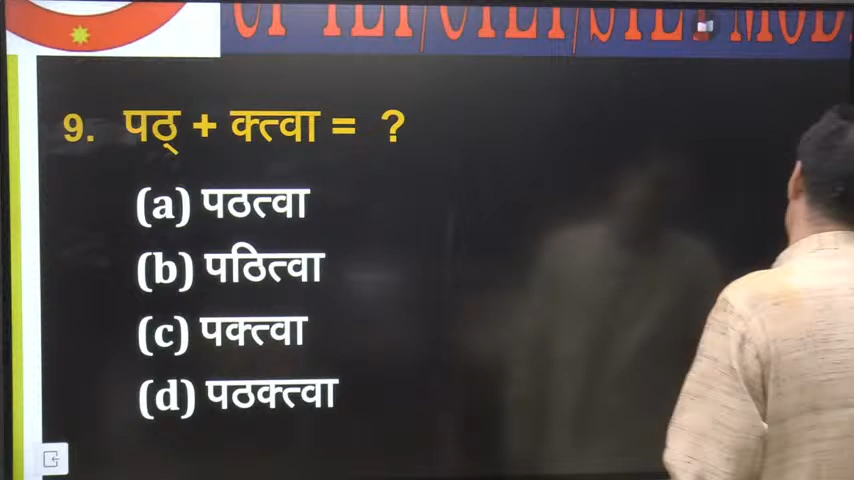 9. पठ् + क्त्वा = ?
(a) पठत्वा
(b) पठित्वा
(c) पक्त्वा
(d) पठक्त्वा